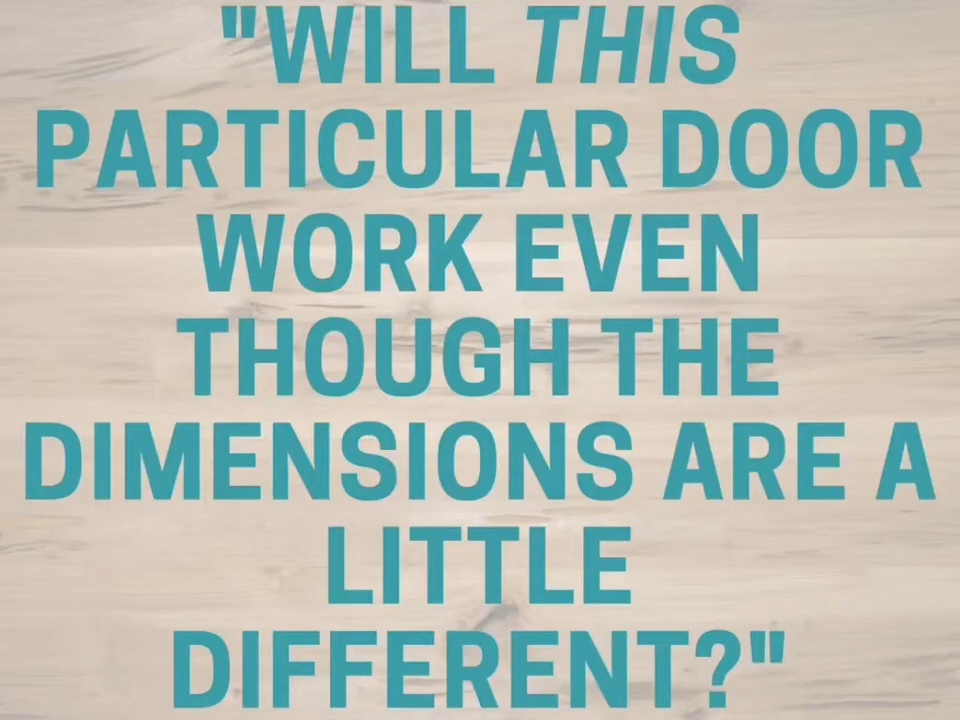 "WILL THIS
PARTICULAR DOOR
WORK EVEN
THOUGH THE
DIMENSIONS ARE A
LITTLE
DIFFERENT?"